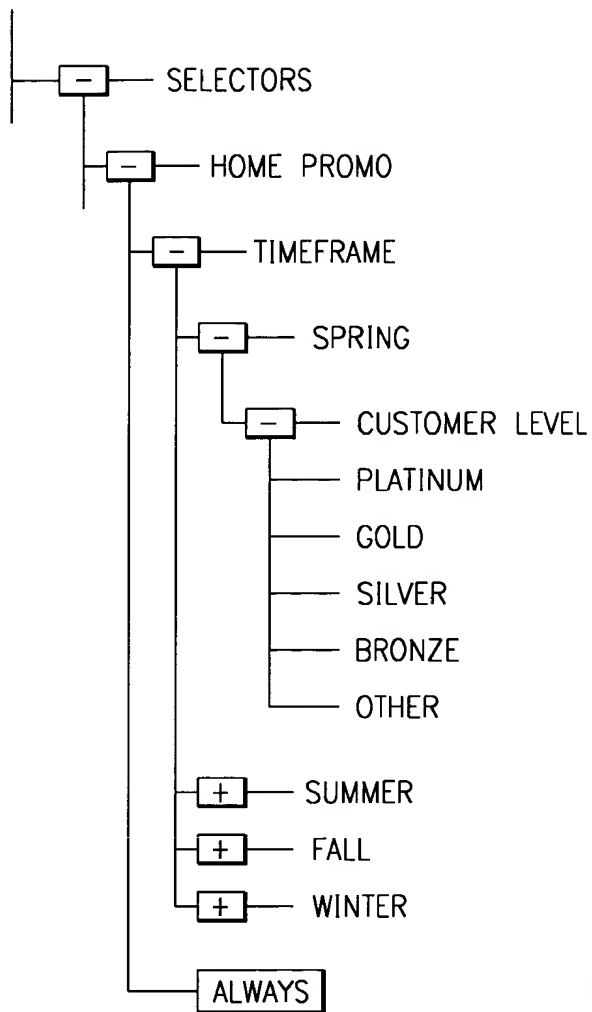 − SELECTORS
− HOME PROMO
− TIMEFRAME
− SPRING
− CUSTOMER LEVEL
PLATINUM
GOLD
SILVER
BRONZE
OTHER
+ SUMMER
+ FALL
+ WINTER
ALWAYS